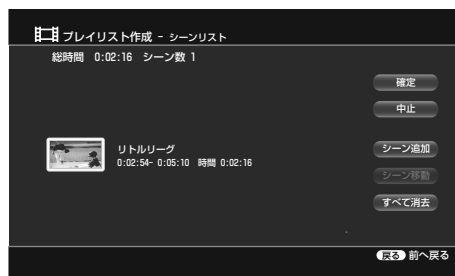 プレイリスト作成 - シーンリスト
総時間 0:02:16 シーン数 1
確定
中止
リトルリーグ
0:02:54- 0:05:10 時間 0:02:16
シーン追加
シーン移動
すべて消去
戻る 前へ戻る